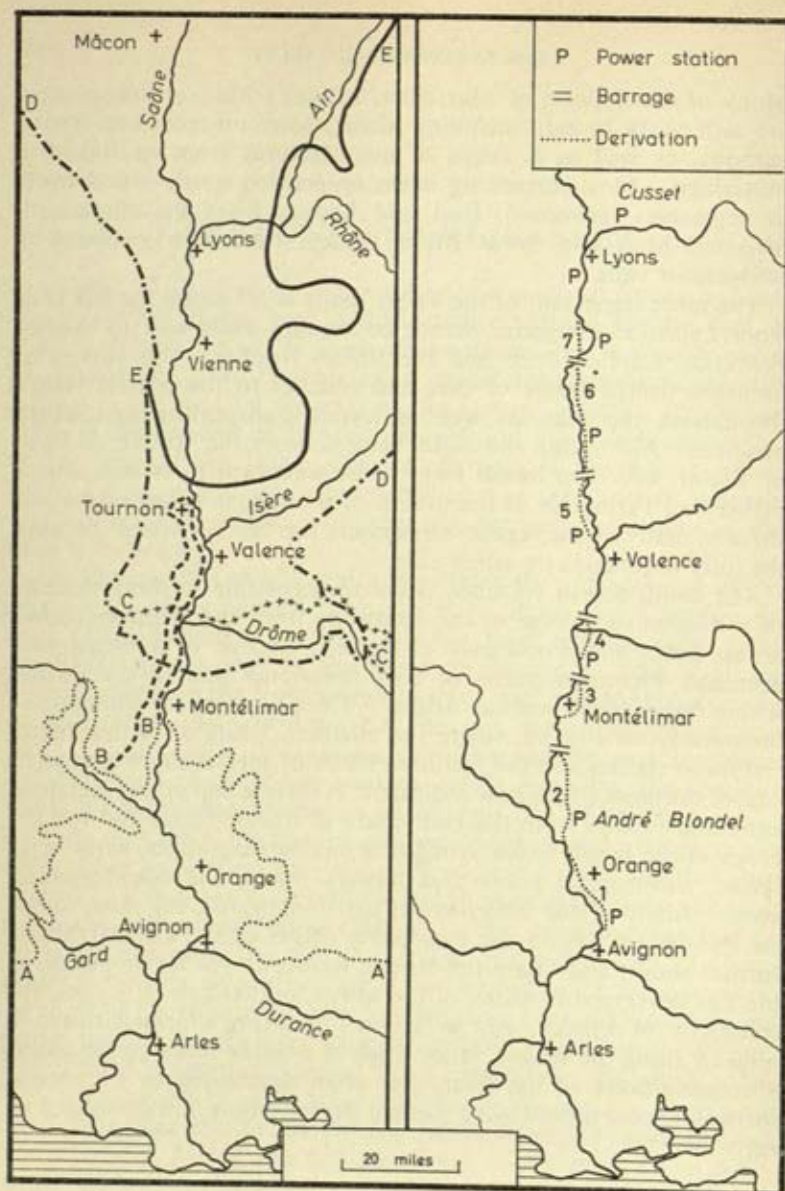 Mâcon
Saône
Ain
E
D
Lyons
Rhône
Vienne
E
D
Isère
Tournon
Valence
C
Drôme
C
Montélimar
B
B
Orange
Avignon
A
Gard
A
Durance
Arles
P Power station
Barrage
Derivation
Cusset
P
Lyons
P
7
P
6
P
5
P
Valence
4
P
3
Montélimar
2
P
André Blondel
Orange
1
P
Avignon
Arles
20 miles